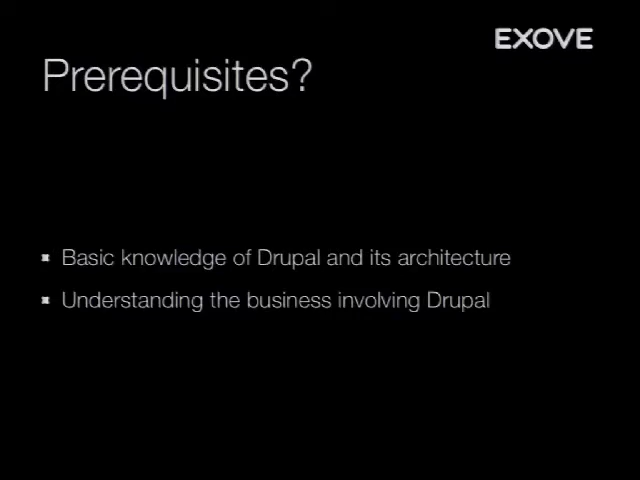 EXOVE
Prerequisites?
Basic knowledge of Drupal and its architecture
Understanding the business involving Drupal